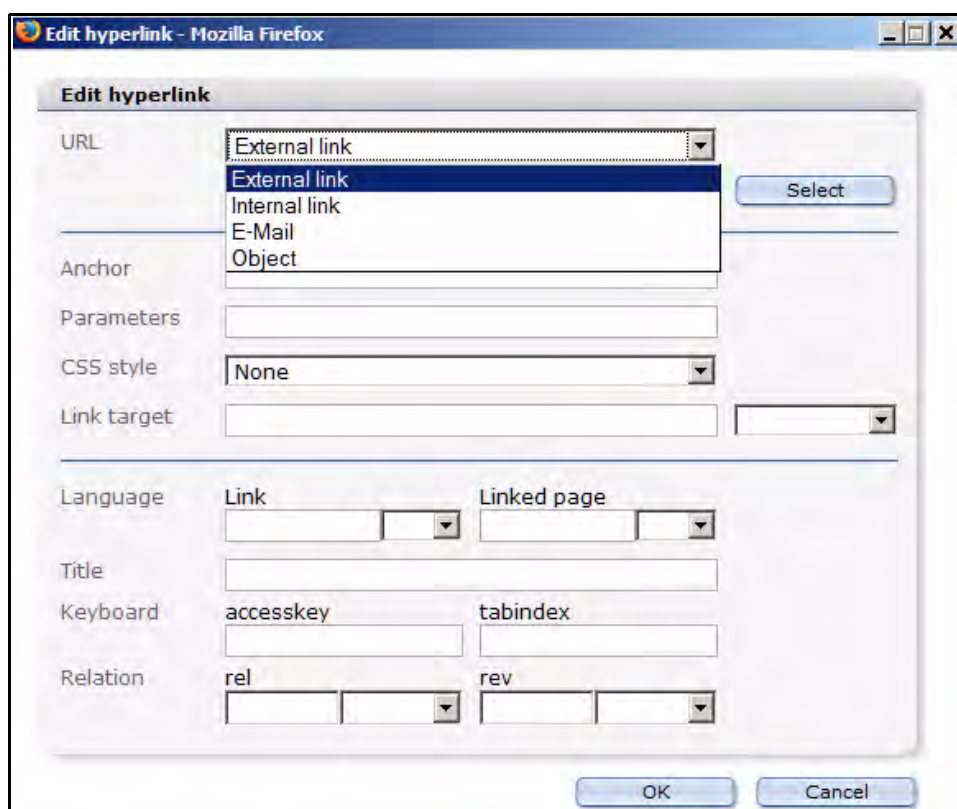 Edit hyperlink - Mozilla Firefox
Edit hyperlink
URL
External link
External link
Select
Internal link
E-Mail
Object
Anchor
Parameters
CSS style
None
Link target
Language
Link
Linked page
Title
Keyboard
accesskey
tabindex
Relation
rel
rev
OK
Cancel